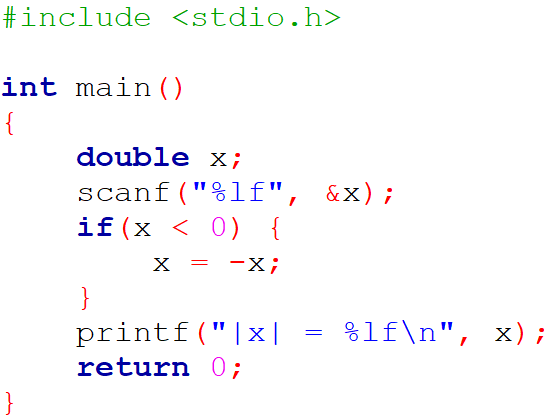 #include <stdio.h>

int main()
{
    double x;
    scanf("%lf", &x);
    if(x < 0) {
        x = -x;
    }
    printf("|x| = %lf\n", x);
    return 0;
}